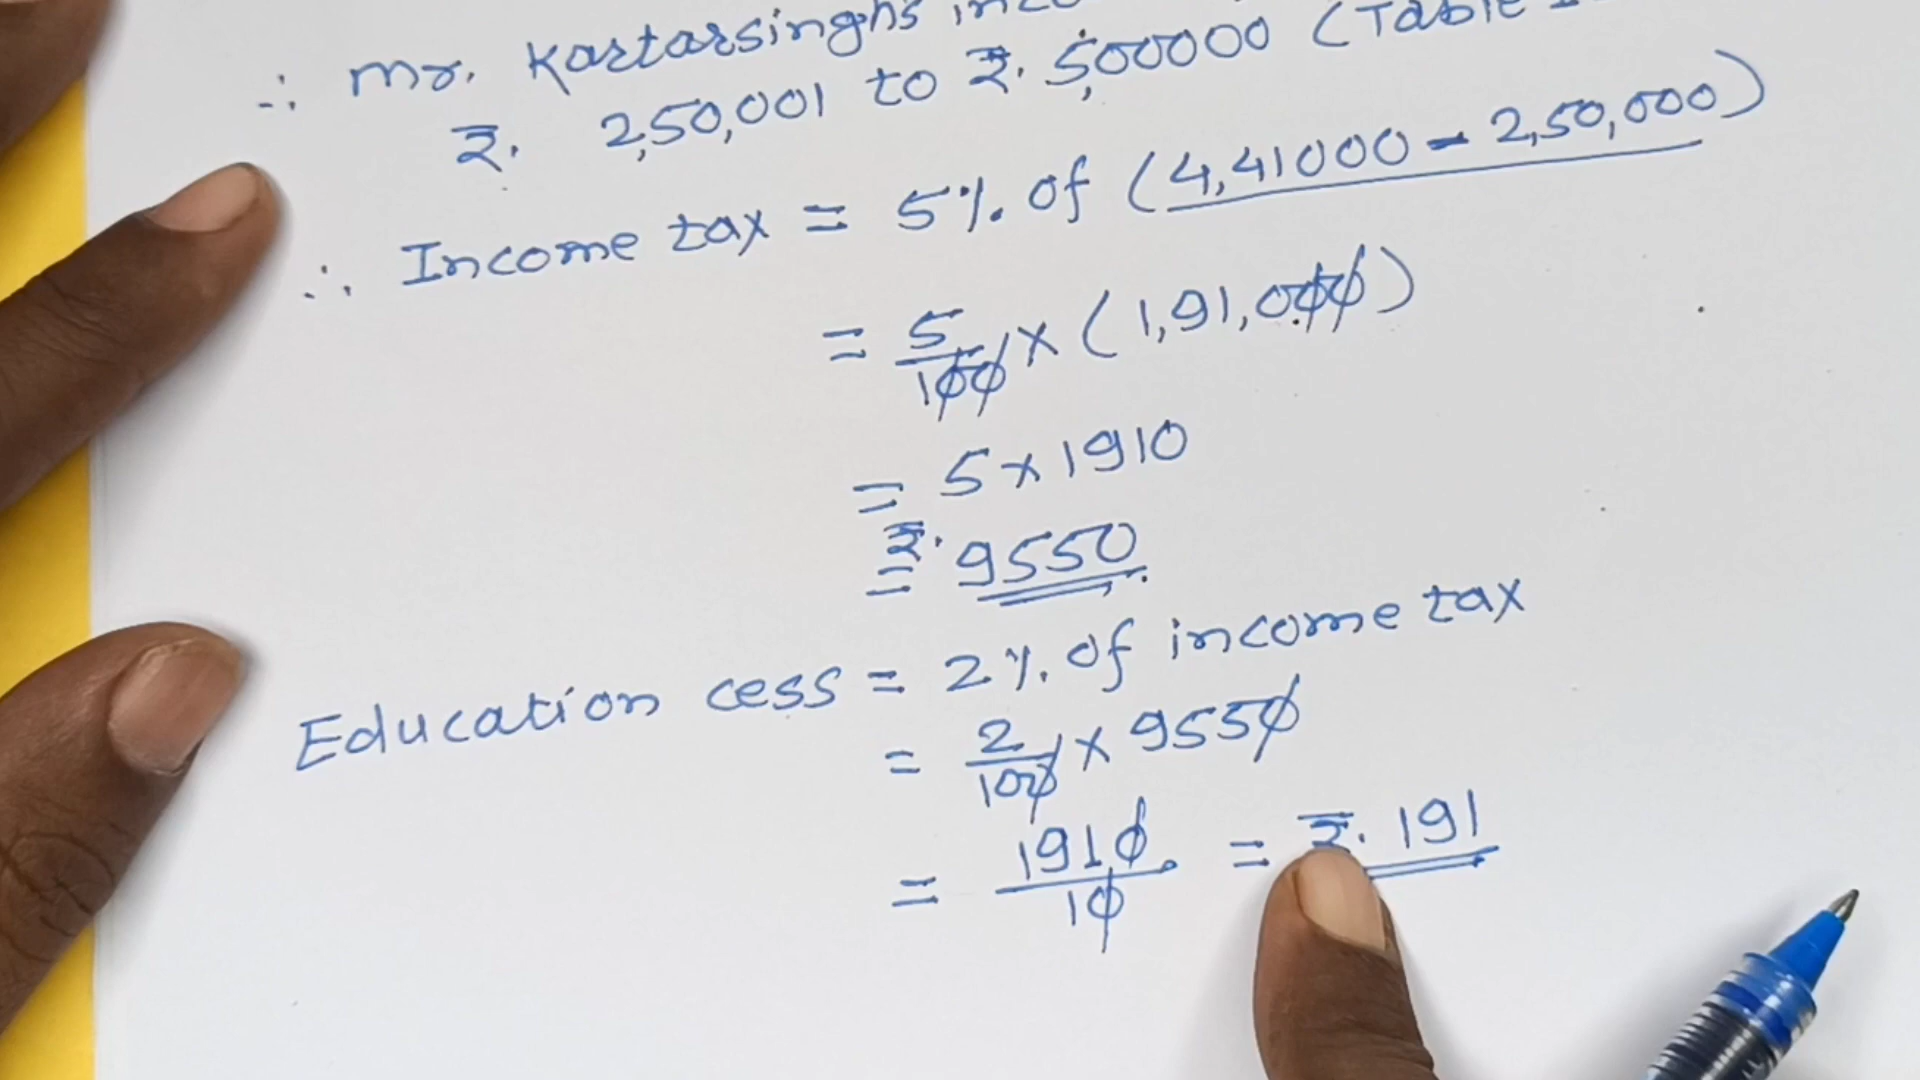 ∴ Mr. Kartarsinghs
₹. 2,50,001 to ₹. 5,00000 (Table
∴ Income tax = 5%. of (4,41000 - 2,50,000)
= 5/100 × (1,91,000)
= 5 × 1910
= ₹. 9550.
Education cess = 2%. of income tax
= 2/100 × 9550
= 1910/10 = ₹. 191